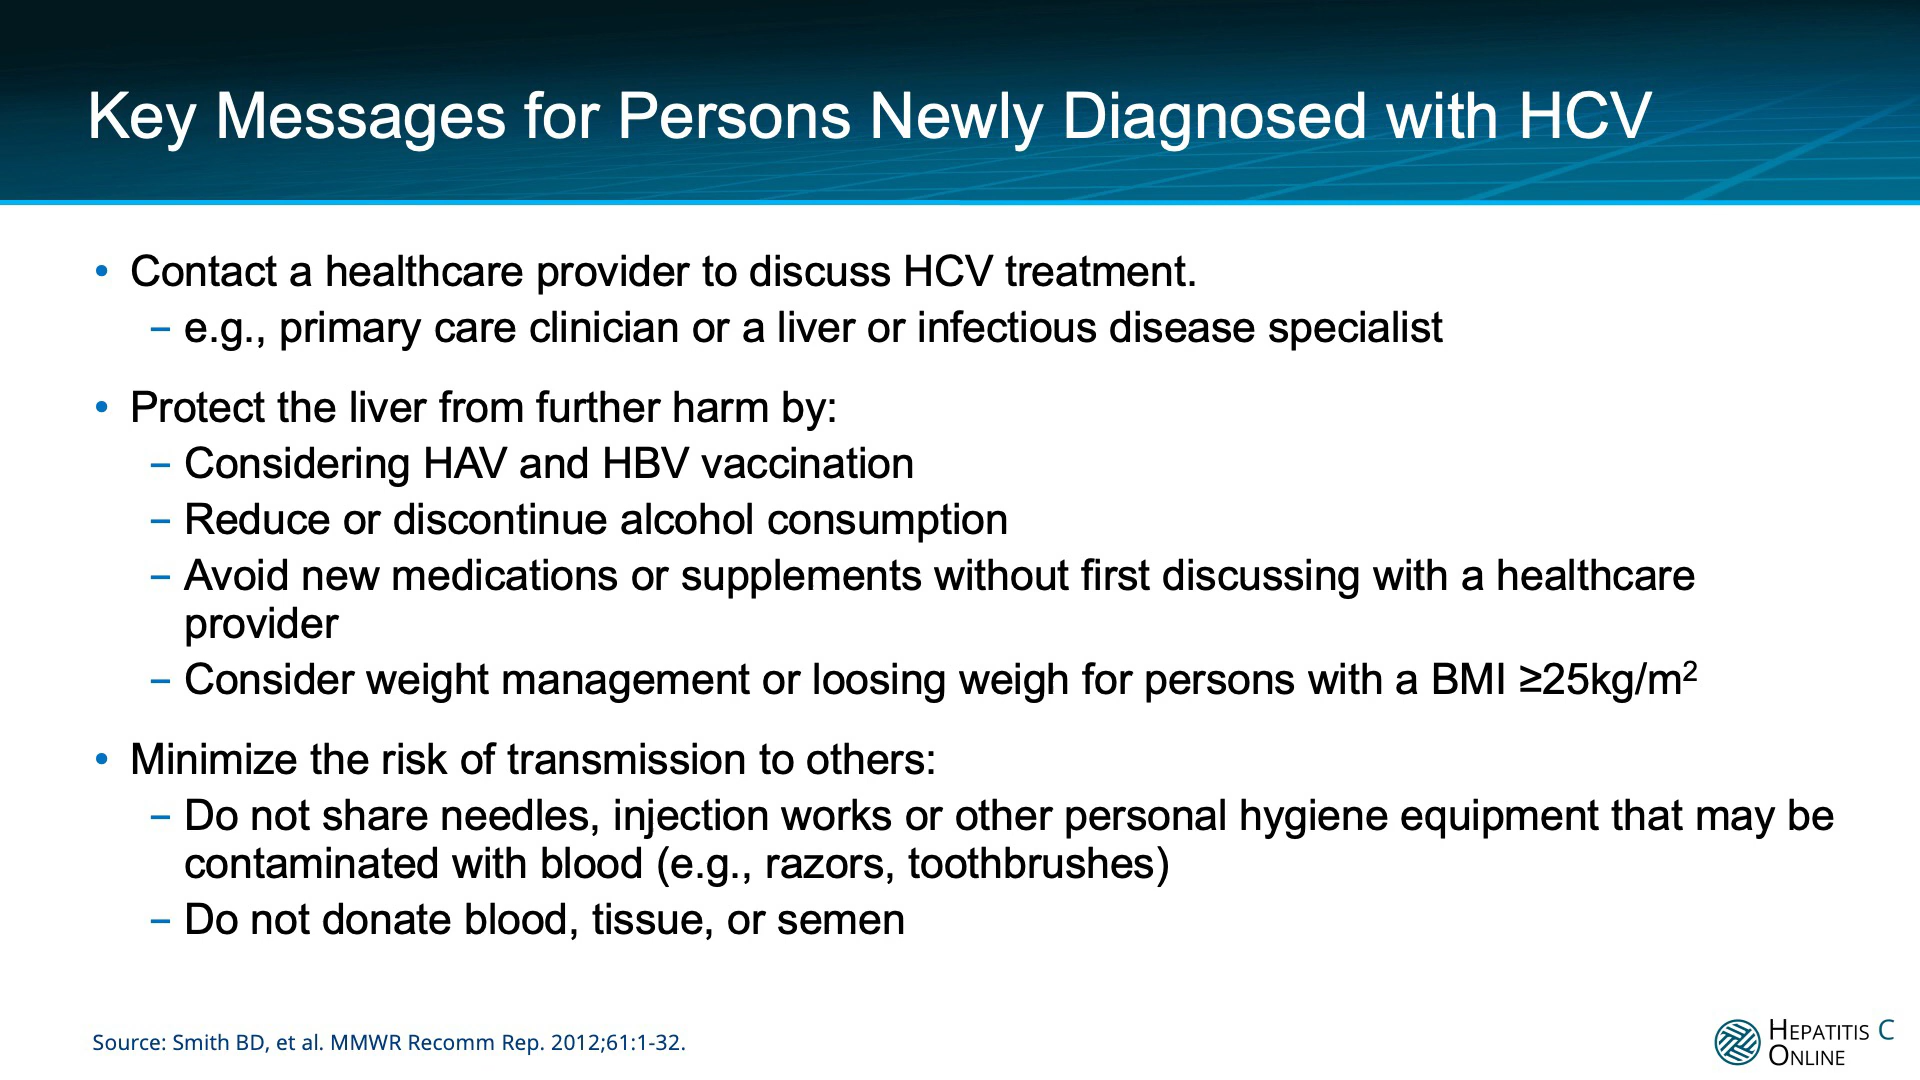 Key Messages for Persons Newly Diagnosed with HCV
• Contact a healthcare provider to discuss HCV treatment.
– e.g., primary care clinician or a liver or infectious disease specialist
• Protect the liver from further harm by:
– Considering HAV and HBV vaccination
– Reduce or discontinue alcohol consumption
– Avoid new medications or supplements without first discussing with a healthcare
provider
– Consider weight management or loosing weigh for persons with a BMI ≥25kg/m²
• Minimize the risk of transmission to others:
– Do not share needles, injection works or other personal hygiene equipment that may be
contaminated with blood (e.g., razors, toothbrushes)
– Do not donate blood, tissue, or semen
Source: Smith BD, et al. MMWR Recomm Rep. 2012;61:1-32.
HEPATITIS C
ONLINE